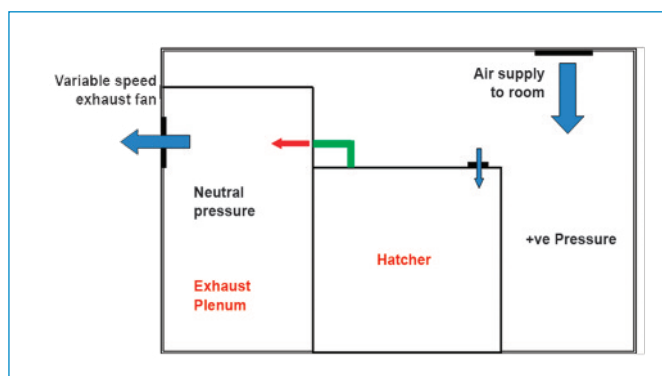 Variable speed
exhaust fan
Air supply
to room
Neutral
pressure
+ve Pressure
Hatcher
Exhaust
Plenum